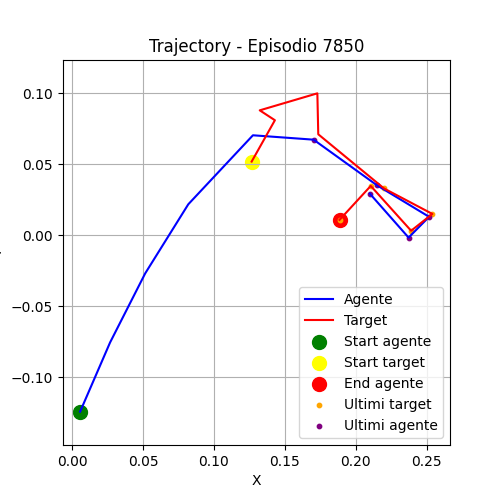 Trajectory - Episodio 7850
0.10
0.05
0.00
−0.05
−0.10
0.00 0.05 0.10 0.15 0.20 0.25
X
Agente
Target
Start agente
Start target
End agente
Ultimi target
Ultimi agente